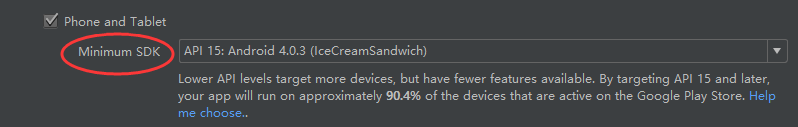 Phone and Tablet
Minimum SDK API 15: Android 4.0.3 (IceCreamSandwich)
Lower API levels target more devices, but have fewer features available. By targeting API 15 and later,
your app will run on approximately 90.4% of the devices that are active on the Google Play Store. Help
me choose..